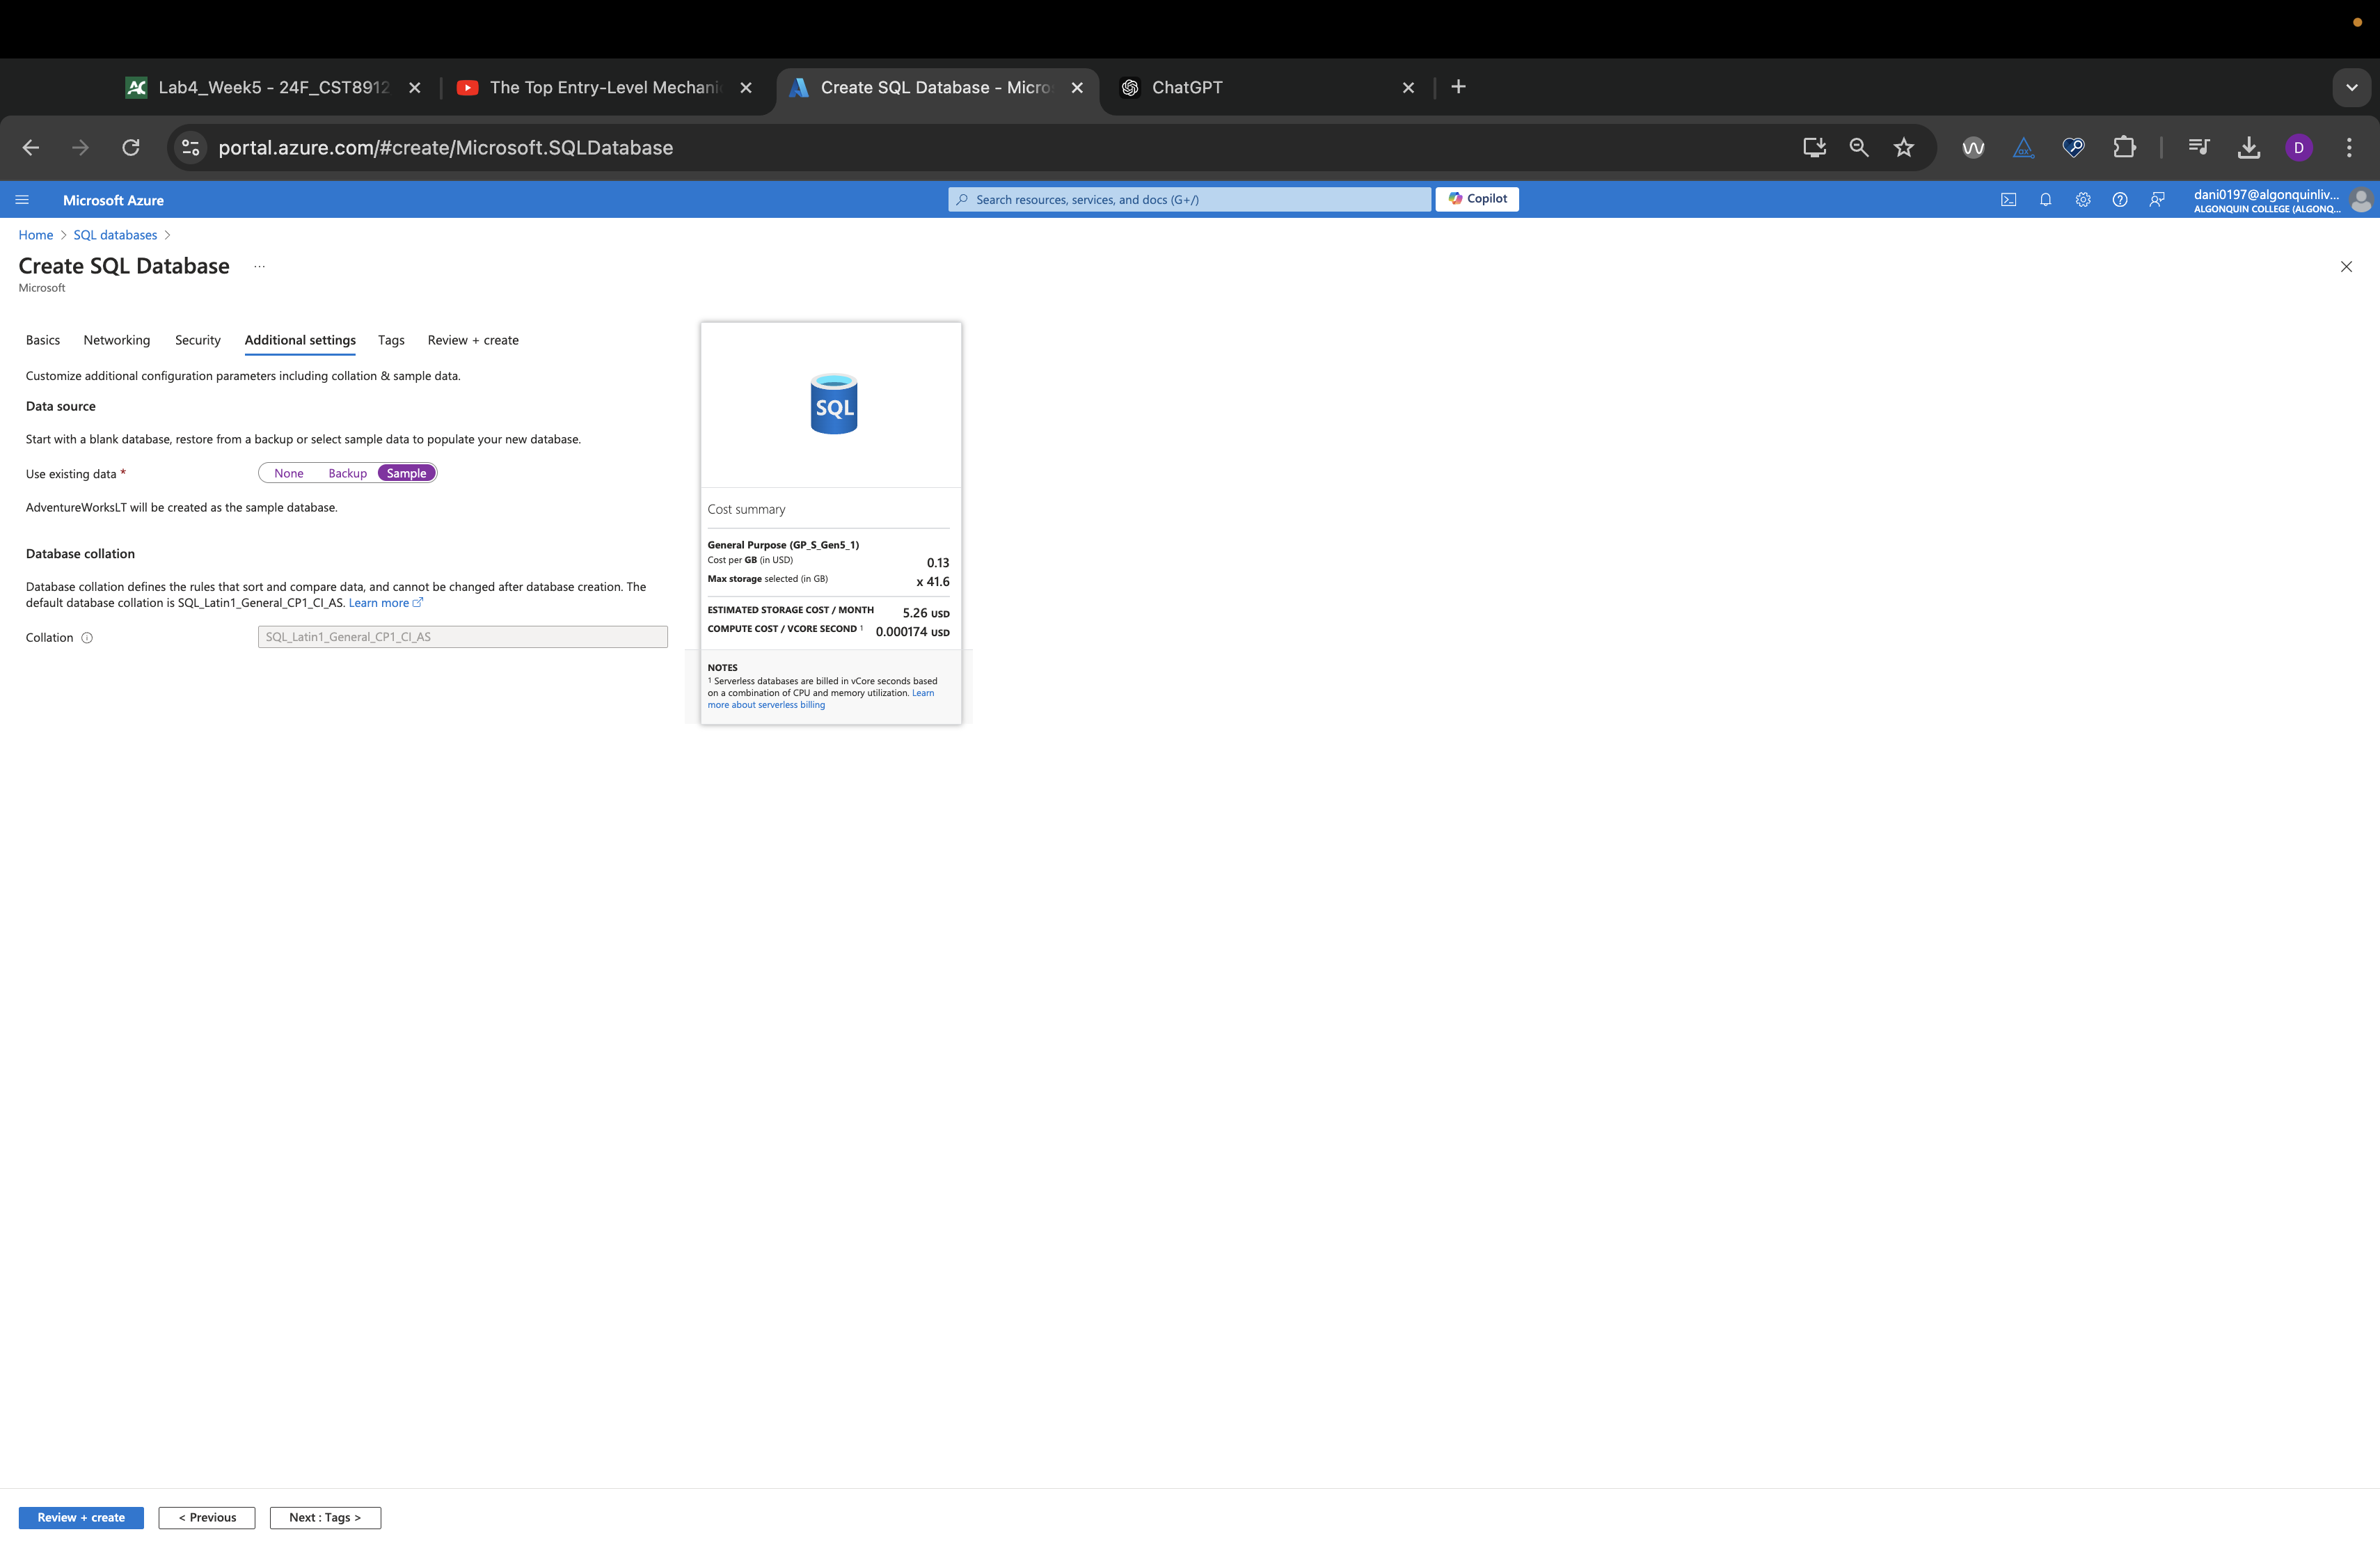 Lab4_Week5 - 24F_CST8912
The Top Entry-Level Mechani
Create SQL Database - Micro
ChatGPT
portal.azure.com/#create/Microsoft.SQLDatabase
D
Microsoft Azure
Search resources, services, and docs (G+/)
Copilot
dani0197@algonquinliv...
ALGONQUIN COLLEGE (ALGONQ...
Home > SQL databases >
Create SQL Database ...
Microsoft
Basics Networking Security Additional settings Tags Review + create
Customize additional configuration parameters including collation & sample data.
Data source
Start with a blank database, restore from a backup or select sample data to populate your new database.
Use existing data * None Backup Sample
AdventureWorksLT will be created as the sample database.
Database collation
Database collation defines the rules that sort and compare data, and cannot be changed after database creation. The
default database collation is SQL_Latin1_General_CP1_CI_AS. Learn more
Collation SQL_Latin1_General_CP1_CI_AS
SQL
Cost summary
General Purpose (GP_S_Gen5_1)
Cost per GB (in USD) 0.13
Max storage selected (in GB) x 41.6
ESTIMATED STORAGE COST / MONTH 5.26 USD
COMPUTE COST / VCORE SECOND ¹ 0.000174 USD
NOTES
¹ Serverless databases are billed in vCore seconds based
on a combination of CPU and memory utilization. Learn
more about serverless billing
Review + create < Previous Next : Tags >